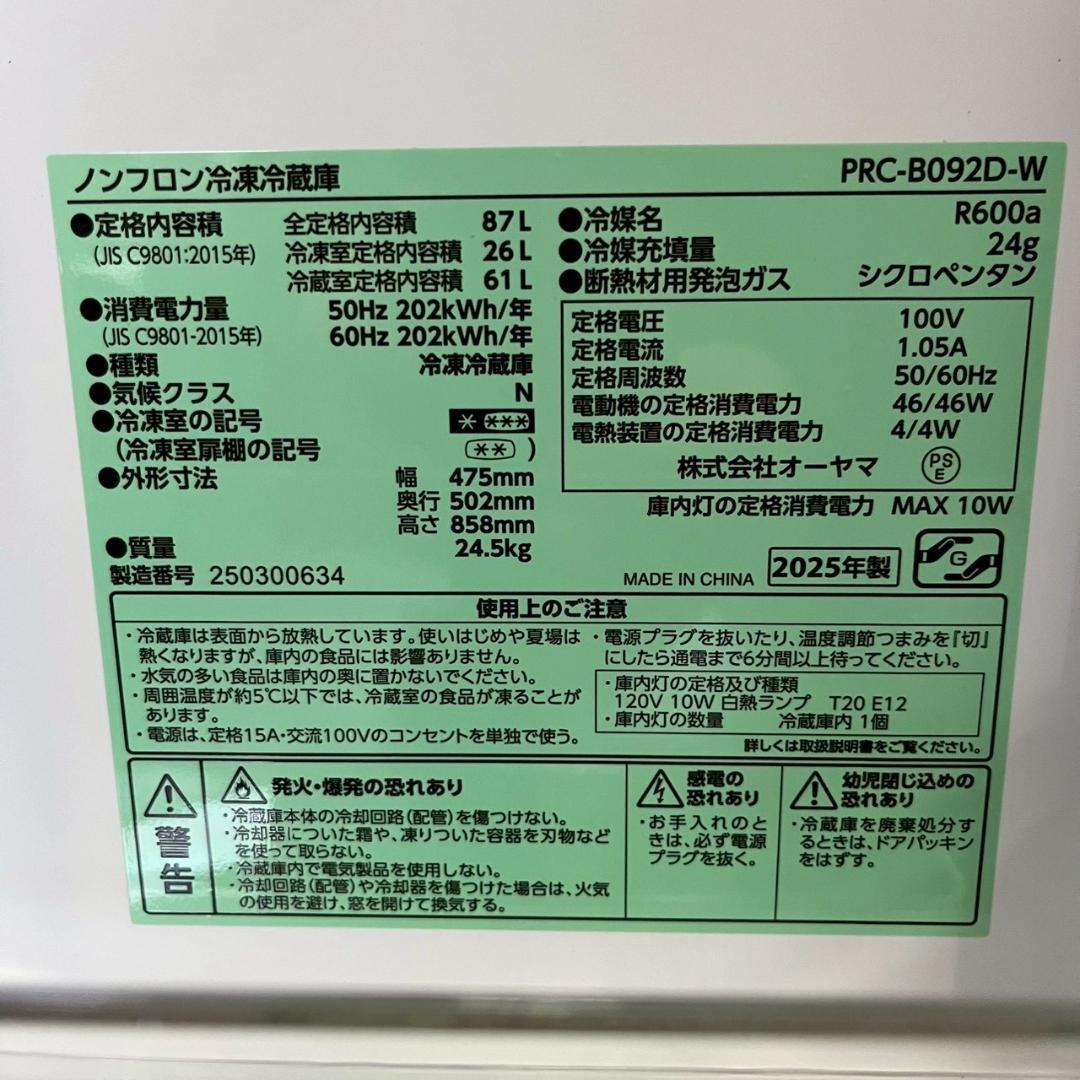 ノンフロン冷凍冷蔵庫
PRC-B092D-W
●定格内容積 全定格内容積 87L
(JIS C9801:2015年) 冷凍室定格内容積 26L
冷蔵室定格内容積 61L
●消費電力量 50Hz 202kWh/年
(JIS C9801-2015年) 60Hz 202kWh/年
●種類 冷凍冷蔵庫
●気候クラス N
●冷凍室の記号 * ***
(冷凍室扉棚の記号 ** )
●外形寸法 幅 475mm
奥行 502mm
高さ 858mm
●質量 24.5kg
製造番号 250300634
●冷媒名 R600a
●冷媒充填量 24g
●断熱材用発泡ガス シクロペンタン
定格電圧 100V
定格電流 1.05A
定格周波数 50/60Hz
電動機の定格消費電力 46/46W
電熱装置の定格消費電力 4/4W
株式会社オーヤマ PSE
庫内灯の定格消費電力 MAX 10W
MADE IN CHINA 2025年製 G
使用上のご注意
・冷蔵庫は表面から放熱しています。使いはじめや夏場は
熱くなりますが、庫内の食品には影響ありません。
・水気の多い食品は庫内の奥に置かないでください。
・周囲温度が約5℃以下では、冷蔵室の食品が凍ることが
あります。
・電源は、定格15A・交流100Vのコンセントを単独で使う。
・電源プラグを抜いたり、温度調節つまみを「切」
にしたら通電まで6分間以上待ってください。
・庫内灯の定格及び種類
120V 10W 白熱ランプ T20 E12
・庫内灯の数量 冷蔵庫内 1個
詳しくは取扱説明書をご覧ください。
警告
発火・爆発の恐れあり
・冷蔵庫本体の冷却回路(配管)を傷つけない。
・冷却器についた霜や、凍りついた容器を刃物など
を使って取らない。
・冷蔵庫内で電気製品を使用しない。
・冷却回路(配管)や冷却器を傷つけた場合は、火気
の使用を避け、窓を開けて換気する。
感電の
恐れあり
・お手入れのと
きは、必ず電源
プラグを抜く。
幼児閉じ込めの
恐れあり
・冷蔵庫を廃棄処分す
るときは、ドアパッキン
をはずす。